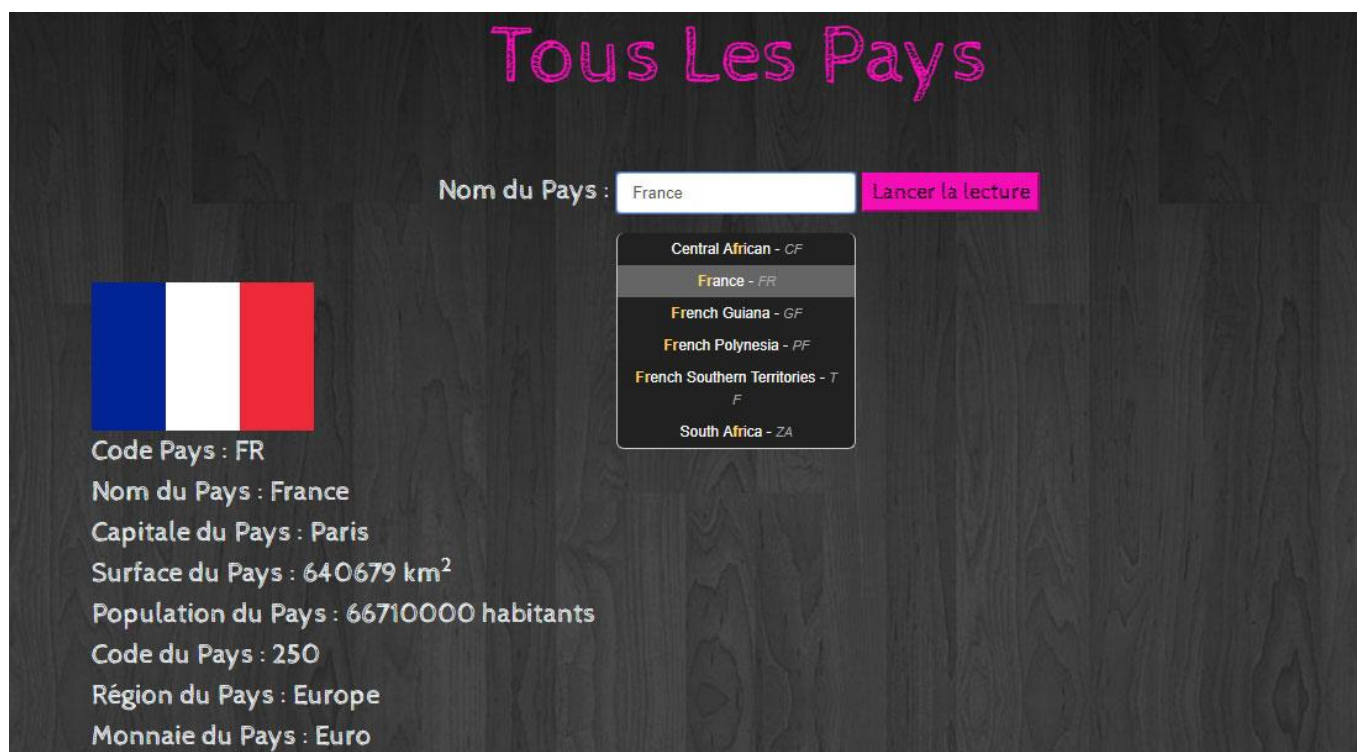 Tous Les Pays
Nom du Pays : France Lancer la lecture
Central African - CF
France - FR
French Guiana - GF
French Polynesia - PF
French Southern Territories - T
F
South Africa - ZA
Code Pays : FR
Nom du Pays : France
Capitale du Pays : Paris
Surface du Pays : 640679 km²
Population du Pays : 66710000 habitants
Code du Pays : 250
Région du Pays : Europe
Monnaie du Pays : Euro